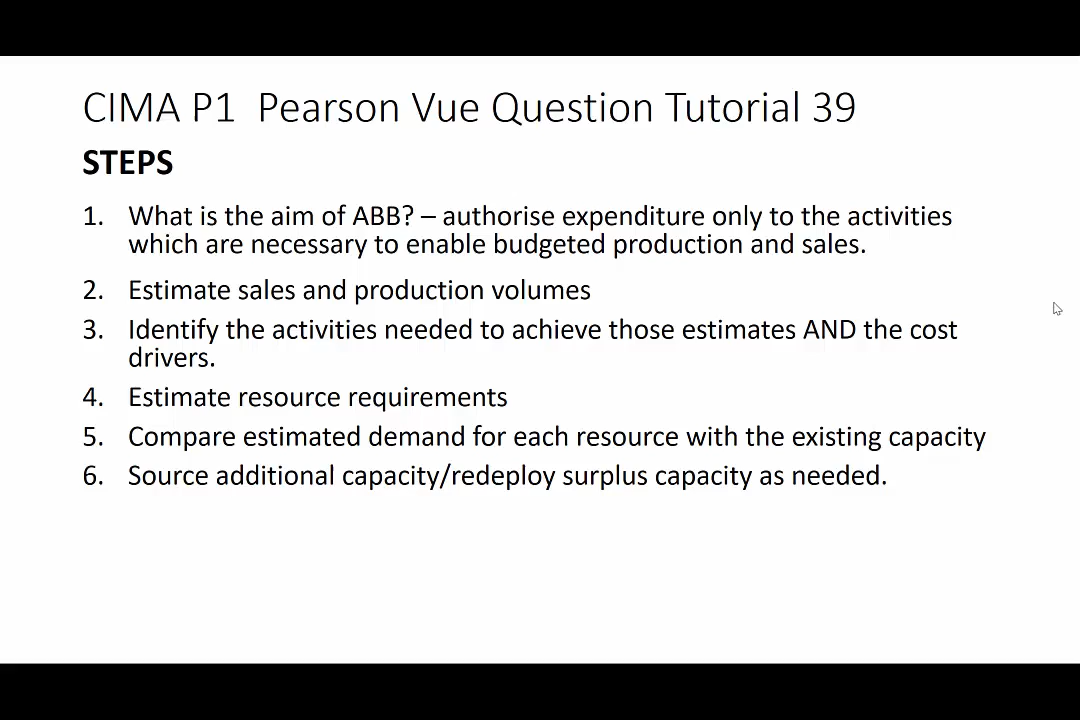 CIMA P1  Pearson Vue Question Tutorial 39
STEPS
1. What is the aim of ABB? – authorise expenditure only to the activities
which are necessary to enable budgeted production and sales.
2. Estimate sales and production volumes
3. Identify the activities needed to achieve those estimates AND the cost
drivers.
4. Estimate resource requirements
5. Compare estimated demand for each resource with the existing capacity
6. Source additional capacity/redeploy surplus capacity as needed.